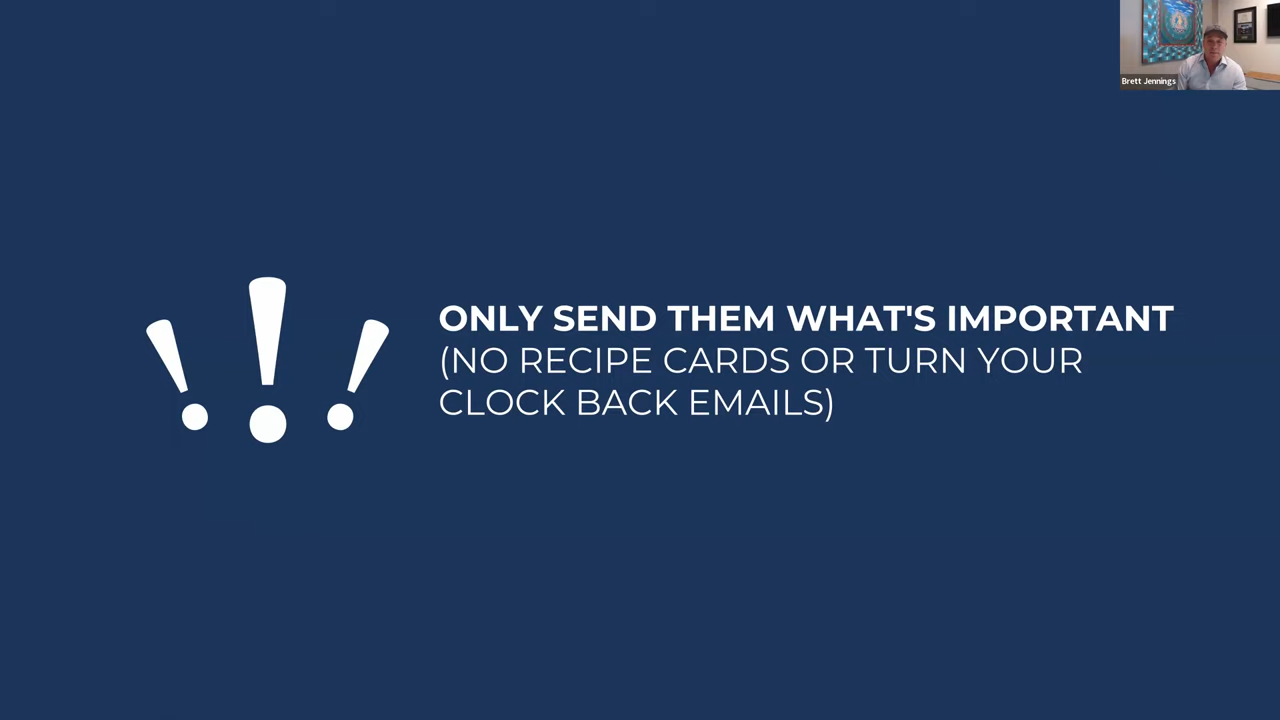 Brett Jennings
ONLY SEND THEM WHAT'S IMPORTANT
(NO RECIPE CARDS OR TURN YOUR
CLOCK BACK EMAILS)